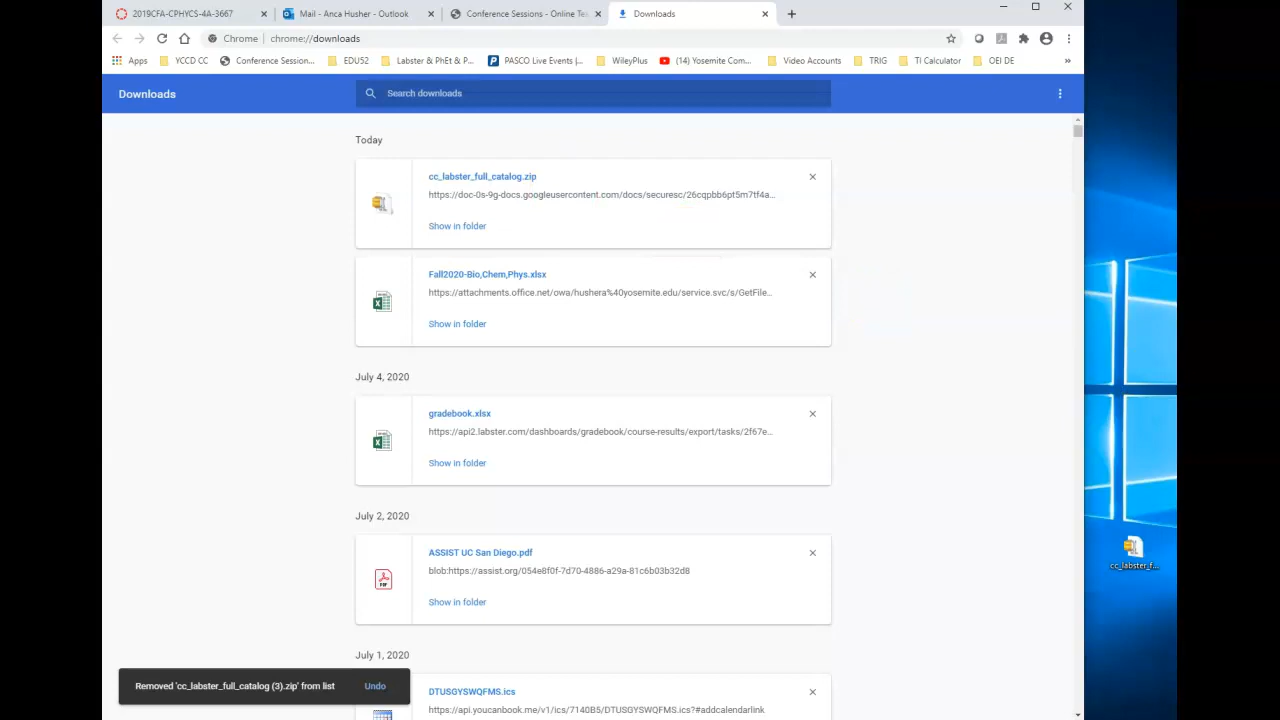 2019CFA-CPHYCS-4A-3667
Mail - Anca Husher - Outlook
Conference Sessions - Online Te
Downloads
Chrome
chrome://downloads
Apps
YCCD CC
Conference Session...
EDU52
Labster & PhEt & P...
PASCO Live Events |...
WileyPlus
(14) Yosemite Com...
Video Accounts
TRIG
TI Calculator
OEI DE
»
Downloads
Search downloads
Today
cc_labster_full_catalog.zip
https://doc-0s-9g-docs.googleusercontent.com/docs/securesc/26cqpbb6pt5m7tf4a...
Show in folder
Fall2020-Bio,Chem,Phys.xlsx
https://attachments.office.net/owa/hushera%40yosemite.edu/service.svc/s/GetFile...
Show in folder
July 4, 2020
gradebook.xlsx
https://api2.labster.com/dashboards/gradebook/course-results/export/tasks/2f67e...
Show in folder
July 2, 2020
ASSIST UC San Diego.pdf
blob:https://assist.org/054e8f0f-7d70-4886-a29a-81c6b03b32d8
PDF
Show in folder
July 1, 2020
DTUSGYSWQFMS.ics
https://api.youcanbook.me/v1/ics/7140B5/DTUSGYSWQFMS.ics?#addcalendarlink
Removed 'cc_labster_full_catalog (3).zip' from list
Undo
cc_labster_f...